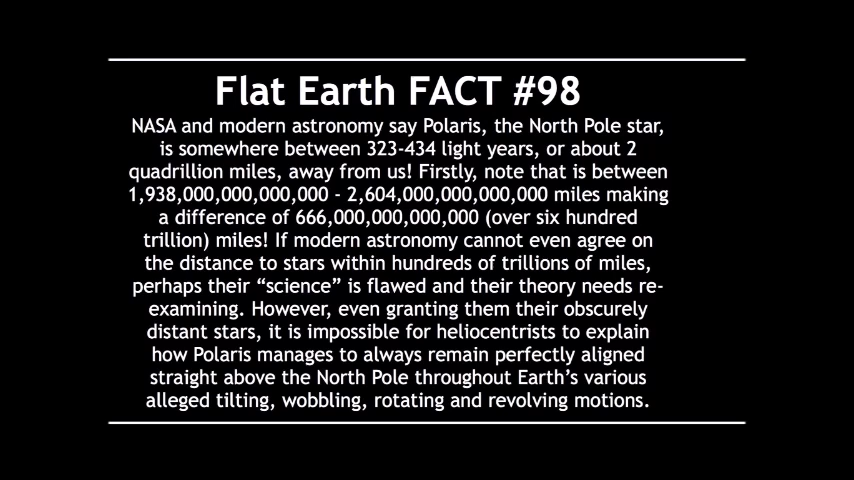 Flat Earth FACT #98
NASA and modern astronomy say Polaris, the North Pole star,
is somewhere between 323-434 light years, or about 2
quadrillion miles, away from us! Firstly, note that is between
1,938,000,000,000,000 - 2,604,000,000,000,000 miles making
a difference of 666,000,000,000,000 (over six hundred
trillion) miles! If modern astronomy cannot even agree on
the distance to stars within hundreds of trillions of miles,
perhaps their “science” is flawed and their theory needs re-
examining. However, even granting them their obscurely
distant stars, it is impossible for heliocentrists to explain
how Polaris manages to always remain perfectly aligned
straight above the North Pole throughout Earth’s various
alleged tilting, wobbling, rotating and revolving motions.